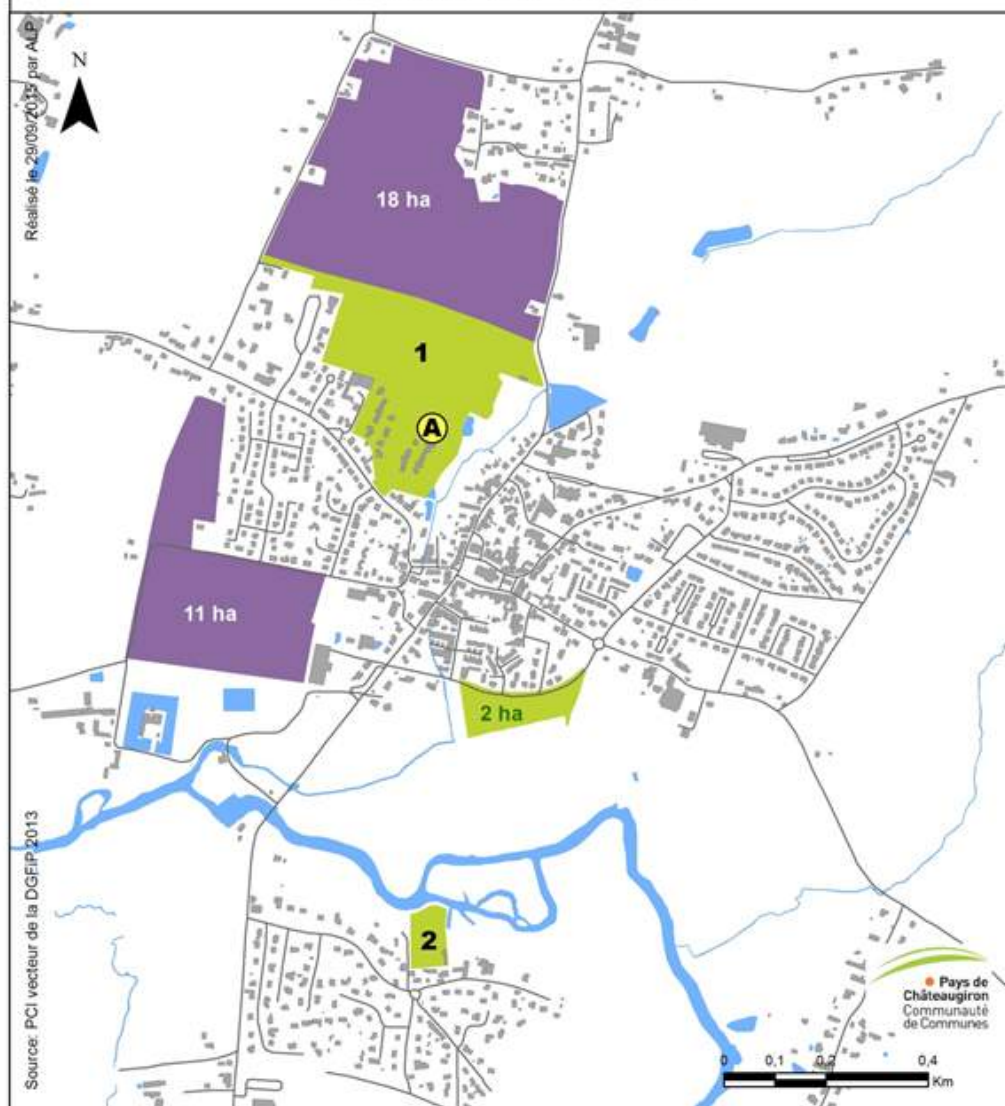 Réalisé le 29/09/2015 par ALP
N
18 ha
1
A
11 ha
2 ha
Source: PCI vecteur de la DGFiP 2013
2
Pays de
Châteaugiron
Communauté
de Communes
0 0,1 0,2 0,4
Km